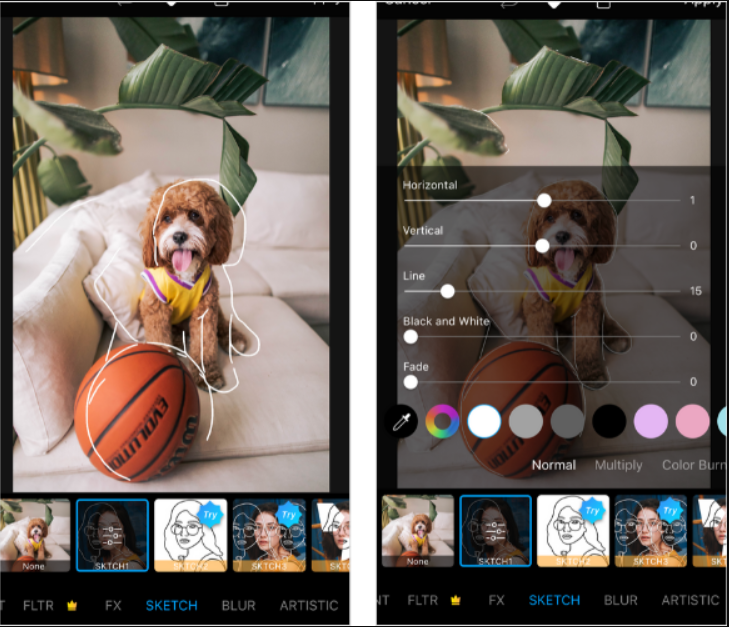 EVOLUTION
None
SKTCH1
SKTCH2
Try
SKTCH3
Try
FLTR
FX
SKETCH
BLUR
ARTISTIC
Cancel
Apply
Horizontal
1
Vertical
0
Line
15
Black and White
0
Fade
0
Normal
Multiply
Color Burn
None
SKTCH1
SKTCH2
Try
SKTCH3
Try
NT
FLTR
FX
SKETCH
BLUR
ARTISTIC